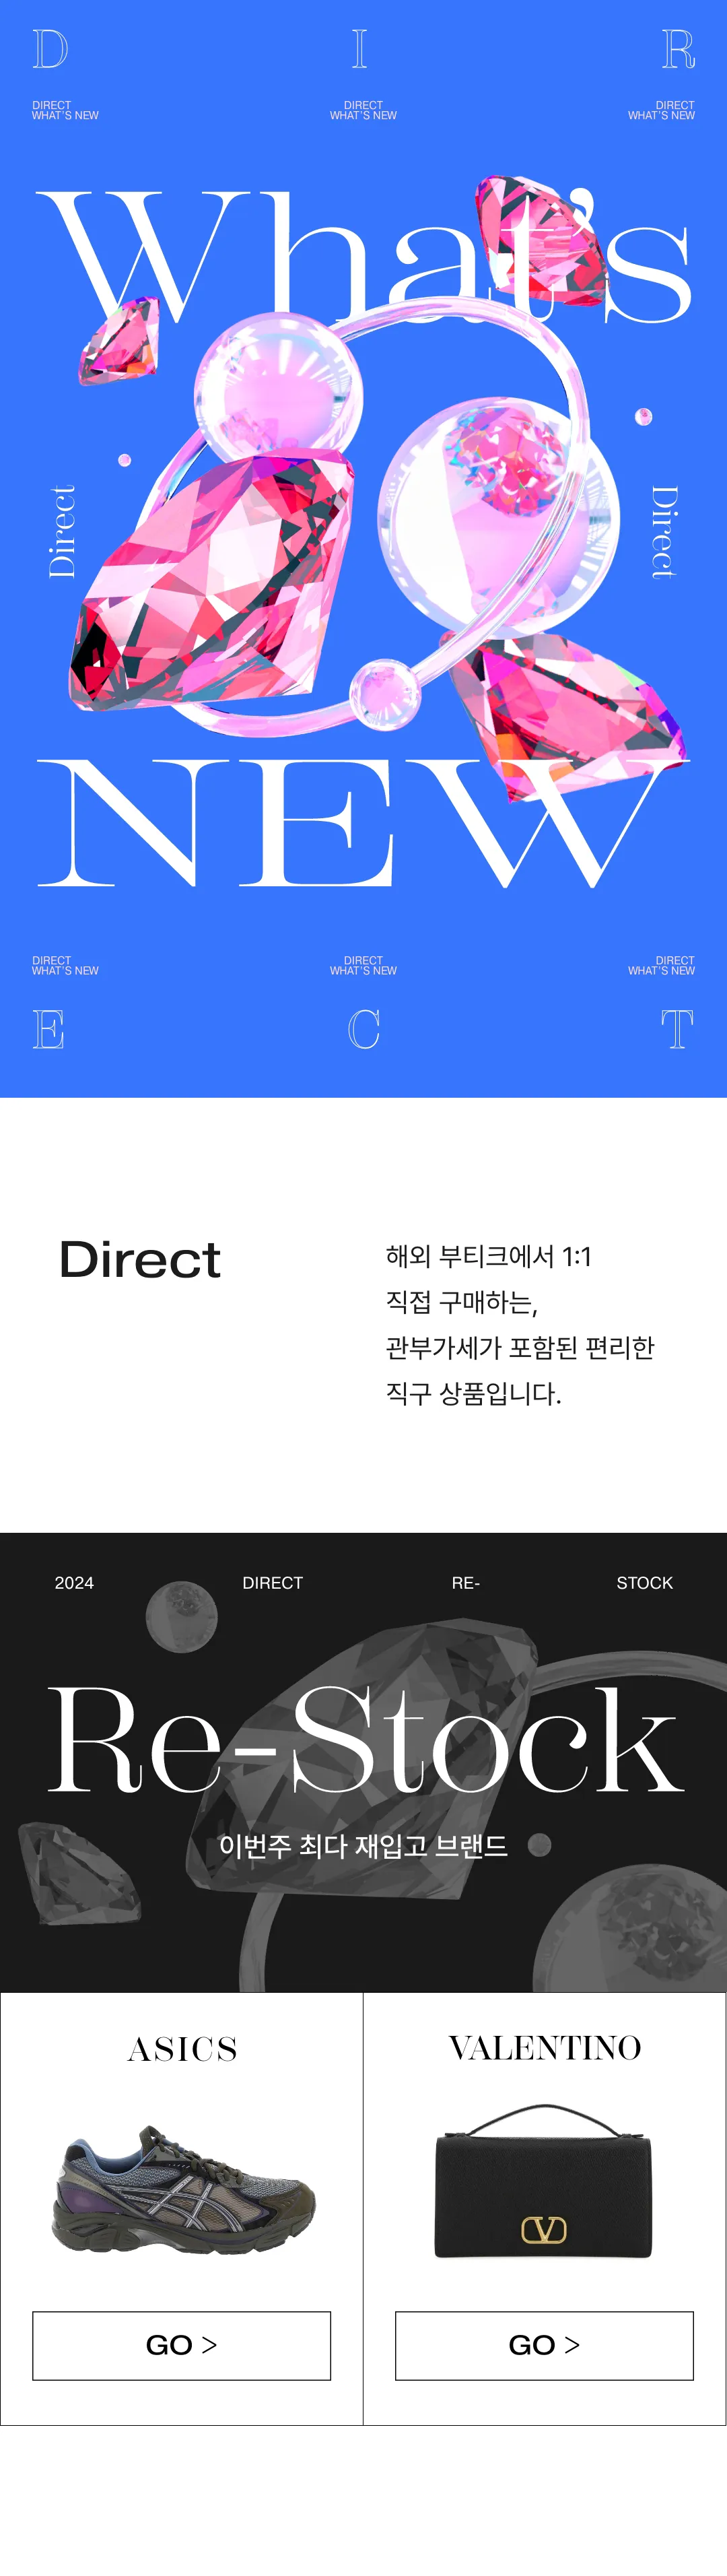 D I R
DIRECT DIRECT DIRECT
WHAT'S NEW WHAT'S NEW WHAT'S NEW
What's
Direct
Direct
NEW
DIRECT DIRECT DIRECT
WHAT'S NEW WHAT'S NEW WHAT'S NEW
E C T
Direct
해외 부티크에서 1:1
직접 구매하는,
관부가세가 포함된 편리한
직구 상품입니다.
2024 DIRECT RE- STOCK
Re-Stock
이번주 최다 재입고 브랜드
ASICS
GO >
VALENTINO
V
GO >